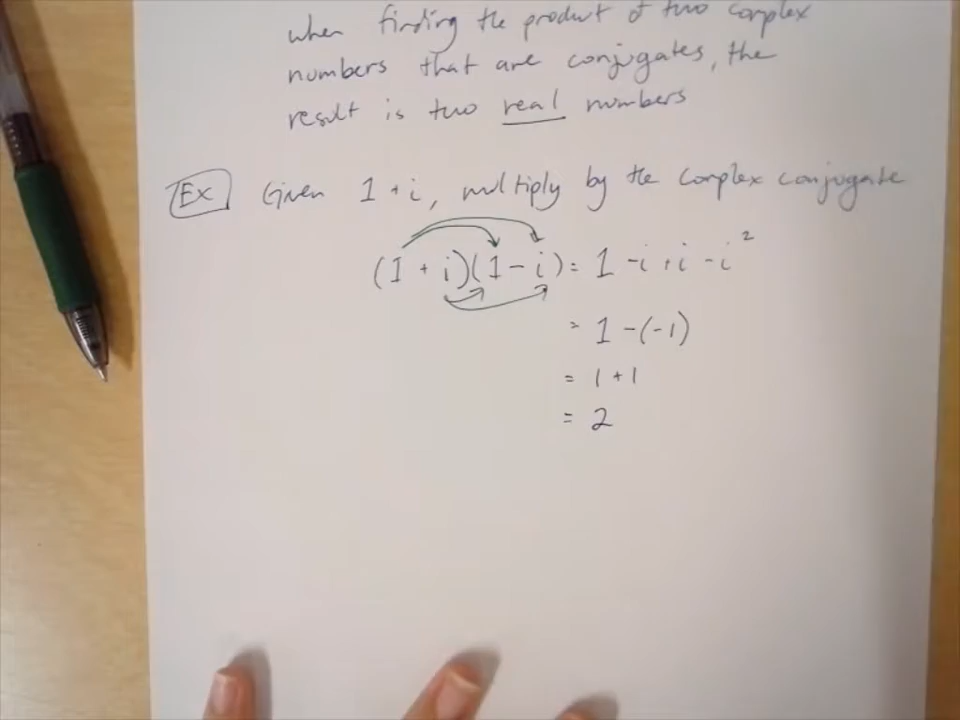 when finding the product of two complex
numbers that are conjugates, the
result is two real numbers
Ex Given 1 + i, multiply by the complex conjugate
(1 + i)(1 - i) = 1 - i + i - i²
= 1 - (-1)
= 1 + 1
= 2